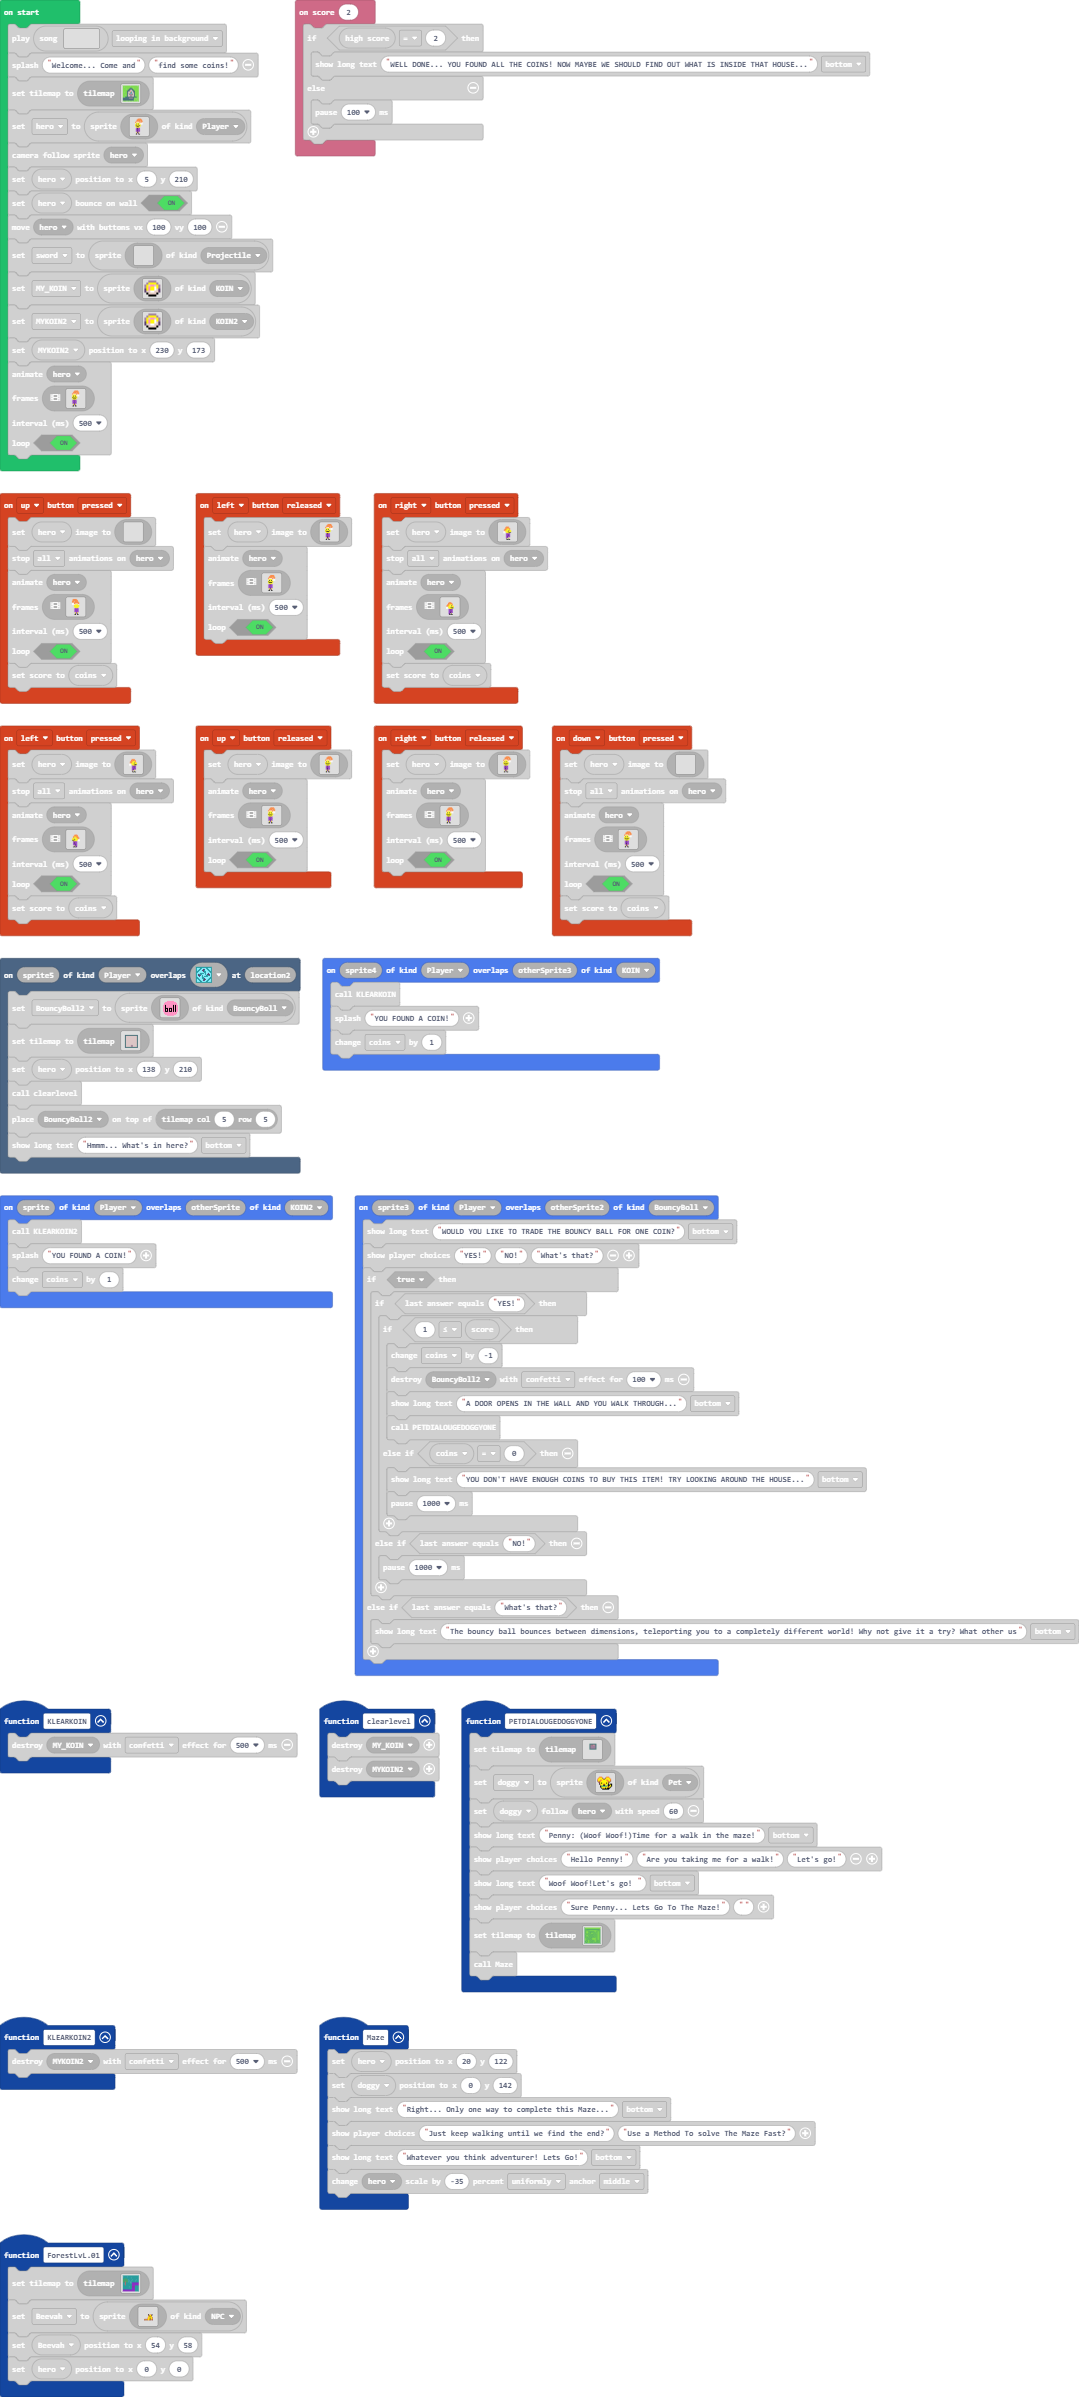 on start
play song looping in background
splash "Welcome... Come and" "find some coins!"
set tilemap to tilemap
set hero to sprite of kind Player
camera follow sprite hero
set hero position to x 5 y 210
set hero bounce on wall ON
move hero with buttons vx 100 vy 100
set sword to sprite of kind Projectile
set MY_KOIN to sprite of kind KOIN
set MYKOIN2 to sprite of kind KOIN2
set MYKOIN2 position to x 230 y 173
animate hero
frames
interval (ms) 500
loop ON
on score 2
if high score = 2 then
show long text "WELL DONE... YOU FOUND ALL THE COINS! NOW MAYBE WE SHOULD FIND OUT WHAT IS INSIDE THAT HOUSE..." bottom
else
pause 100 ms
on up button pressed
set hero image to
stop all animations on hero
animate hero
frames
interval (ms) 500
loop ON
set score to coins
on left button released
set hero image to
animate hero
frames
interval (ms) 500
loop ON
on right button pressed
set hero image to
stop all animations on hero
animate hero
frames
interval (ms) 500
loop ON
set score to coins
on left button pressed
set hero image to
stop all animations on hero
animate hero
frames
interval (ms) 500
loop ON
set score to coins
on up button released
set hero image to
animate hero
frames
interval (ms) 500
loop ON
on right button released
set hero image to
animate hero
frames
interval (ms) 500
loop ON
on down button pressed
set hero image to
stop all animations on hero
animate hero
frames
interval (ms) 500
loop ON
set score to coins
on sprite5 of kind Player overlaps at location2
set BouncyBoll2 to sprite boll of kind BouncyBoll
set tilemap to tilemap
set hero position to x 138 y 210
call clearlevel
place BouncyBoll2 on top of tilemap col 5 row 5
show long text "Hmmm... What's in here?" bottom
on sprite4 of kind Player overlaps otherSprite3 of kind KOIN
call KLEARKOIN
splash "YOU FOUND A COIN!"
change coins by 1
on sprite of kind Player overlaps otherSprite of kind KOIN2
call KLEARKOIN2
splash "YOU FOUND A COIN!"
change coins by 1
on sprite3 of kind Player overlaps otherSprite2 of kind BouncyBoll
show long text "WOULD YOU LIKE TO TRADE THE BOUNCY BALL FOR ONE COIN?" bottom
show player choices "YES!" "NO!" "What's that?"
if true then
if last answer equals "YES!" then
if 1 ≤ score then
change coins by -1
destroy BouncyBoll2 with confetti effect for 100 ms
show long text "A DOOR OPENS IN THE WALL AND YOU WALK THROUGH..." bottom
call PETDIALOUGEDOGGYONE
else if coins = 0 then
show long text "YOU DON'T HAVE ENOUGH COINS TO BUY THIS ITEM! TRY LOOKING AROUND THE HOUSE..." bottom
pause 1000 ms
else if last answer equals "NO!" then
pause 1000 ms
else if last answer equals "What's that?" then
show long text "The bouncy ball bounces between dimensions, teleporting you to a completely different world! Why not give it a try? What other us" bottom
function KLEARKOIN
destroy MY_KOIN with confetti effect for 500 ms
function clearlevel
destroy MY_KOIN
destroy MYKOIN2
function PETDIALOUGEDOGGYONE
set tilemap to tilemap
set doggy to sprite of kind Pet
set doggy follow hero with speed 60
show long text "Penny: (Woof Woof!)Time for a walk in the maze!" bottom
show player choices "Hello Penny!" "Are you taking me for a walk!" "Let's go!"
show long text "Woof Woof!Let's go! " bottom
show player choices "Sure Penny... Lets Go To The Maze!" ""
set tilemap to tilemap
call Maze
function KLEARKOIN2
destroy MYKOIN2 with confetti effect for 500 ms
function Maze
set hero position to x 20 y 122
set doggy position to x 0 y 142
show long text "Right... Only one way to complete this Maze..." bottom
show player choices "Just keep walking until we find the end?" "Use a Method To solve The Maze Fast?"
show long text "Whatever you think adventurer! Lets Go!" bottom
change hero scale by -35 percent uniformly anchor middle
function ForestLvL.01
set tilemap to tilemap
set Beevah to sprite of kind NPC
set Beevah position to x 54 y 58
set hero position to x 0 y 0